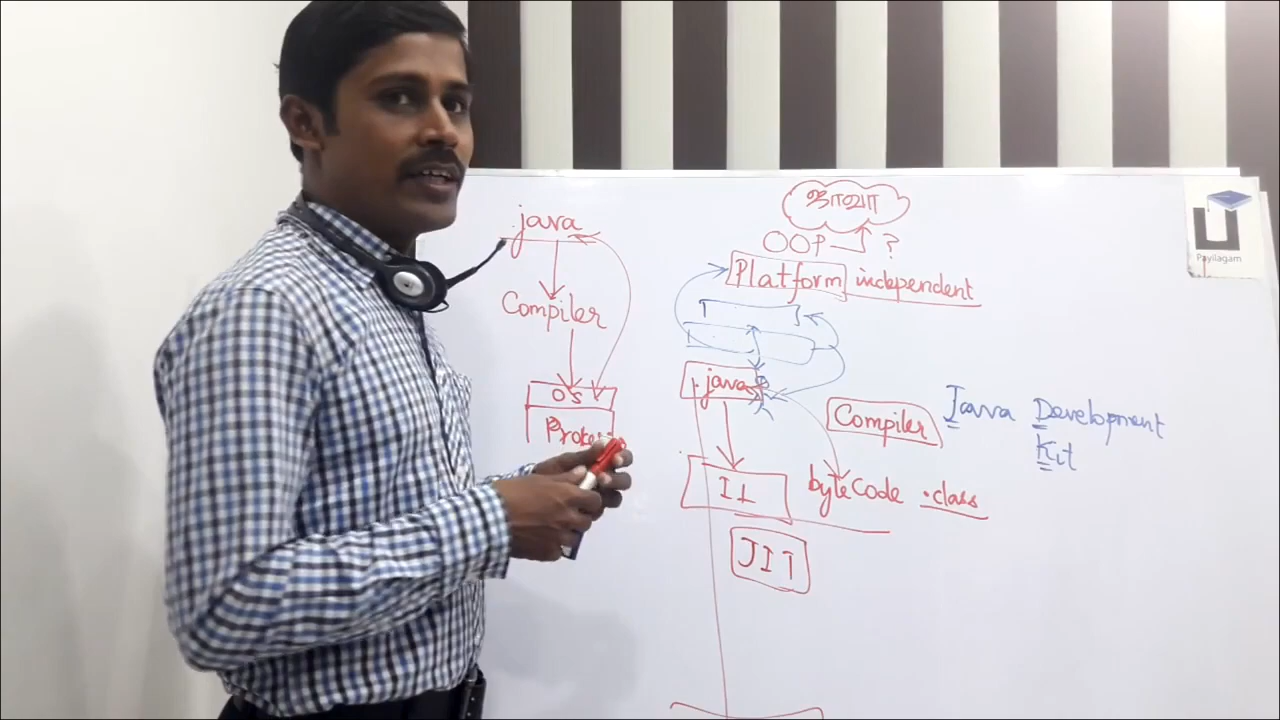 java
Compiler
OS
ஜாவா
OOP ?
Platform independent
.java
Compiler
Java Development
Kit
IL
byteCode .class
JIT
Payilagam